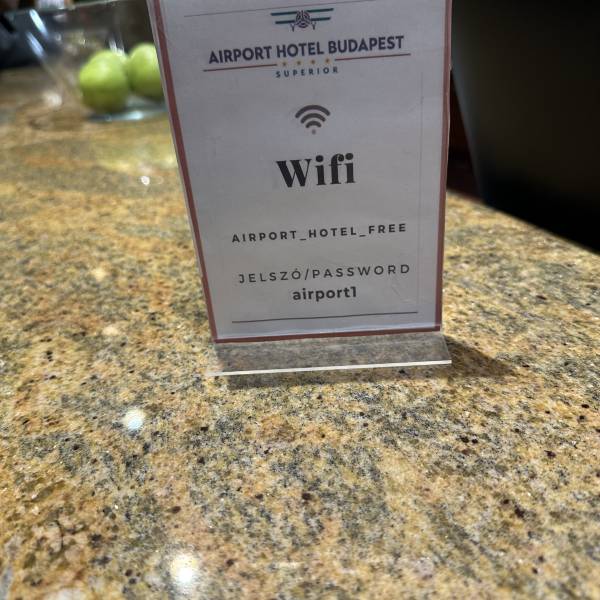 AIRPORT HOTEL BUDAPEST
SUPERIOR
Wifi
AIRPORT_HOTEL_FREE
JELSZÓ/PASSWORD
airport1